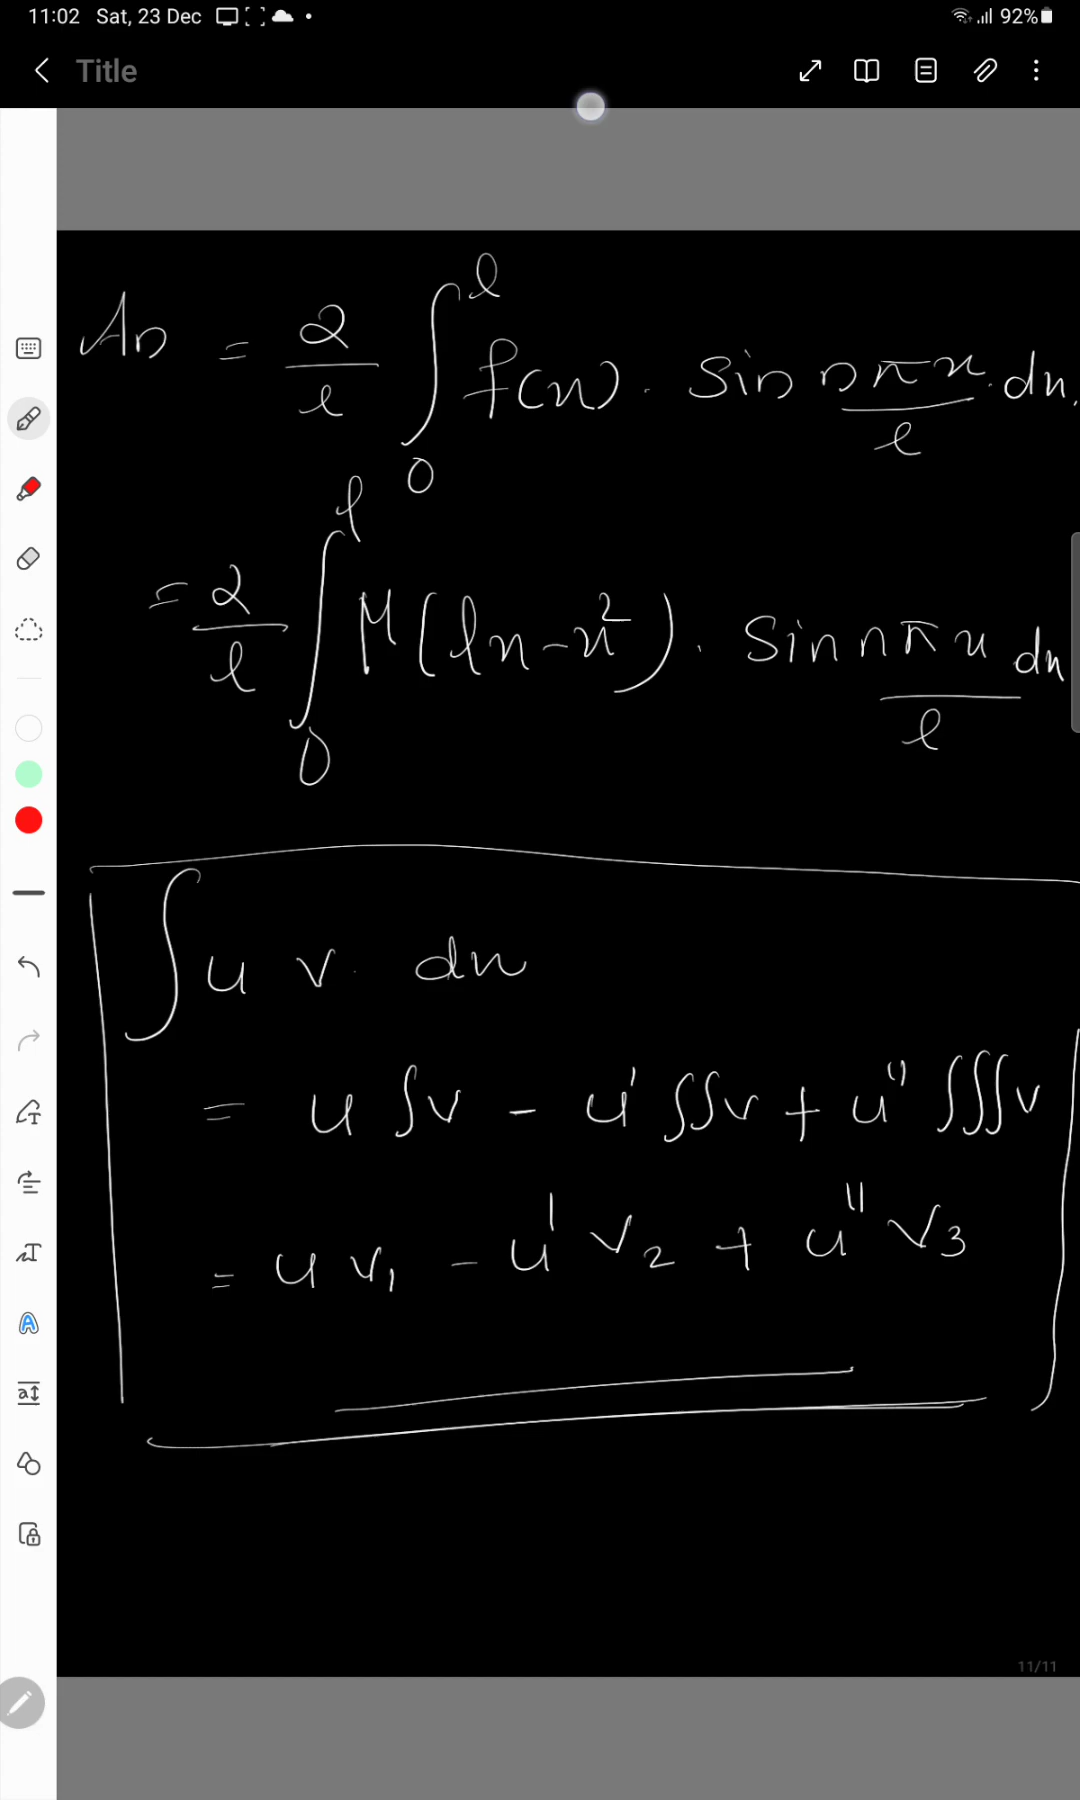 11:02 Sat, 23 Dec 92%
Title
An = 2/l ∫₀ˡ f(x). Sin nπx/l . dx.
= 2/l ∫₀ˡ μ(lx-x²). Sin nπx/l dx
∫ u v. dx
= u ∫v - u' ∫∫v + u'' ∫∫∫v
= u v₁ - u' v₂ + u'' v₃
11/11